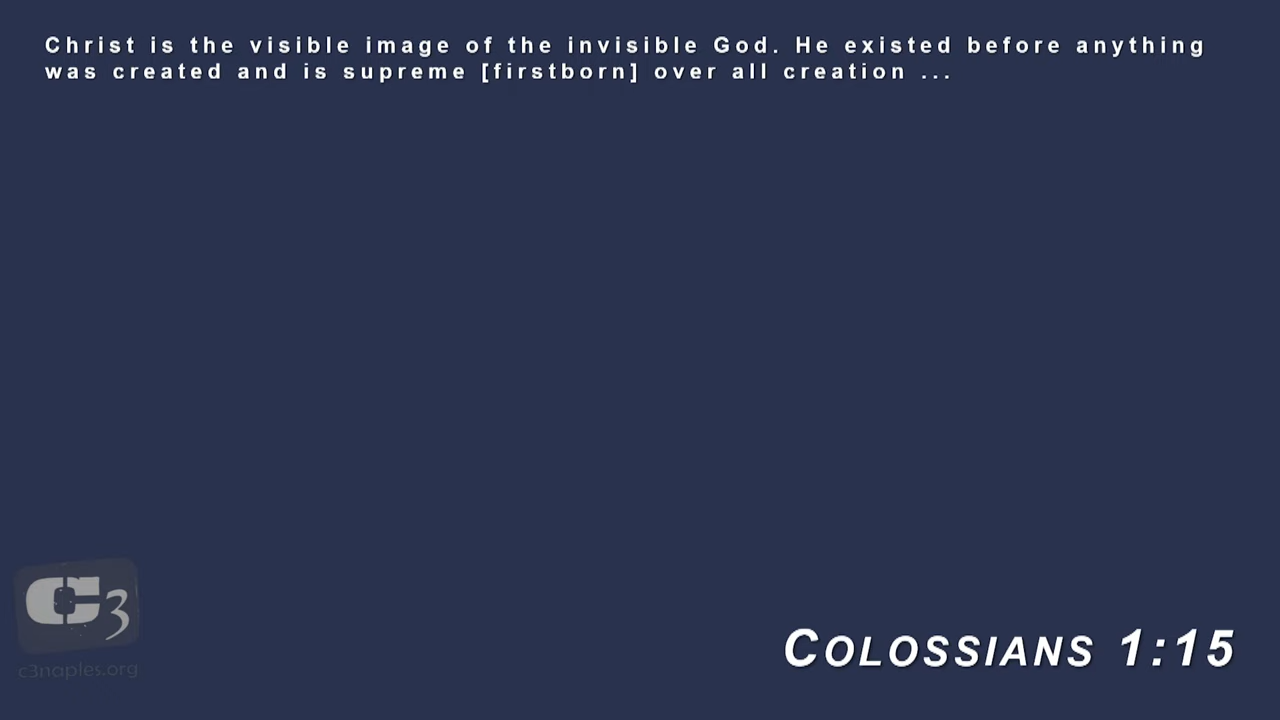 Christ is the visible image of the invisible God. He existed before anything
was created and is supreme [firstborn] over all creation ...
C3
c3naples.org
COLOSSIANS 1:15